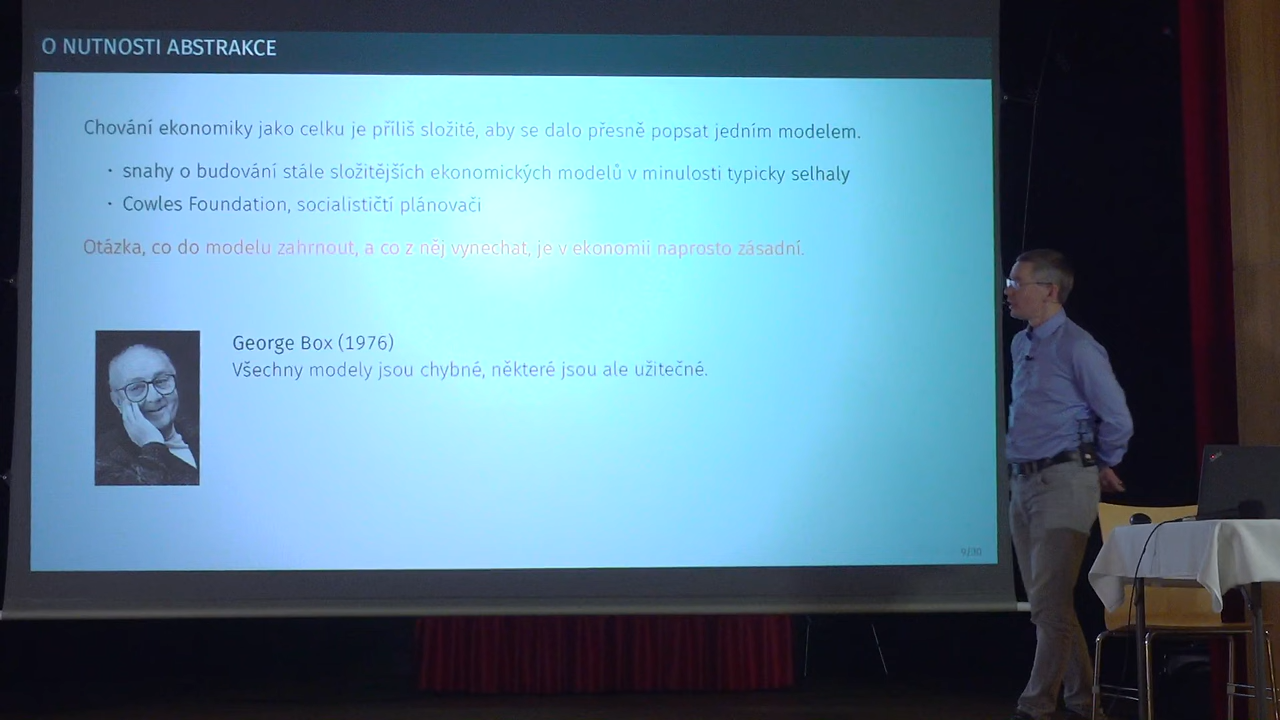 O NUTNOSTI ABSTRAKCE
Chování ekonomiky jako celku je příliš složité, aby se dalo přesně popsat jedním modelem.
· snahy o budování stále složitějších ekonomických modelů v minulosti typicky selhaly
· Cowles Foundation, socialističtí plánovači
Otázka, co do modelu zahrnout, a co z něj vynechat, je v ekonomii naprosto zásadní.
George Box (1976)
Všechny modely jsou chybné, některé jsou ale užitečné.
9/30